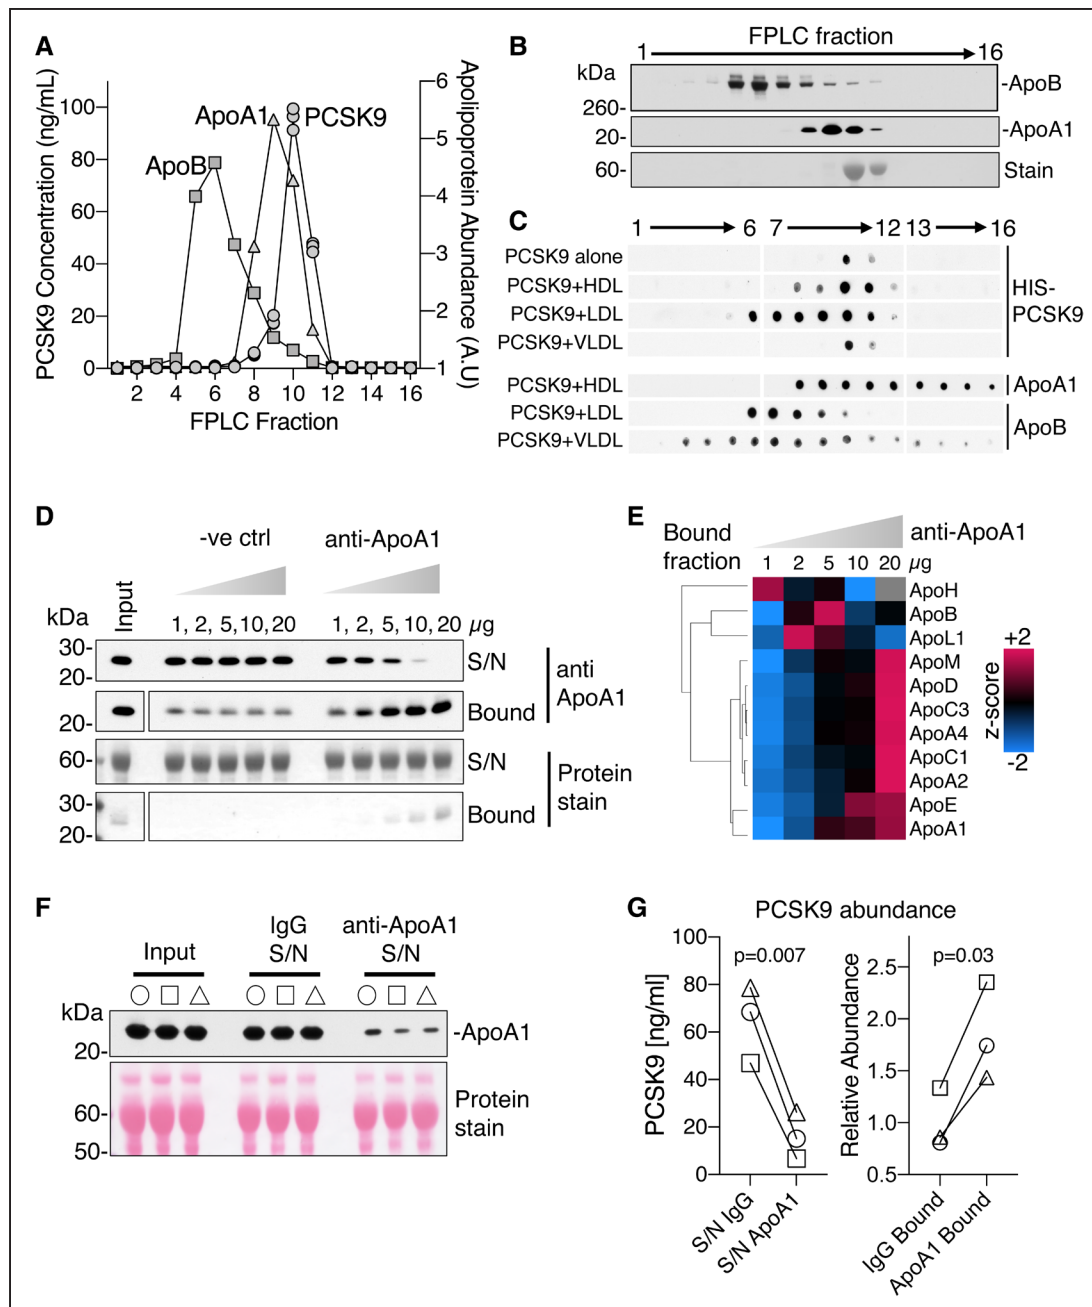 A
PCSK9 Concentration (ng/mL)
100
80
60
40
20
0
ApoB
ApoA1
PCSK9
6
5
4
3
2
1
Apolipoprotein Abundance (A.U)
2 4 6 8 10 12 14 16
FPLC Fraction
B
FPLC fraction
1 16
kDa
260-
20-
60-
-ApoB
-ApoA1
Stain
C
1 6 7 12 13 16
PCSK9 alone
PCSK9+HDL
PCSK9+LDL
PCSK9+VLDL
HIS-
PCSK9
PCSK9+HDL
ApoA1
PCSK9+LDL
PCSK9+VLDL
ApoB
D
-ve ctrl
anti-ApoA1
kDa
Input
1, 2, 5,10, 20
1, 2, 5,10, 20 µg
30-
20-
S/N
20-
Bound
anti
ApoA1
60-
S/N
30-
20-
Bound
Protein
stain
E
Bound
fraction
anti-ApoA1
1 2 5 10 20 µg
ApoH
ApoB
ApoL1
ApoM
ApoD
ApoC3
ApoA4
ApoC1
ApoA2
ApoE
ApoA1
+2
z-score
-2
F
Input
IgG
S/N
anti-ApoA1
S/N
kDa
20-
-ApoA1
60-
50-
Protein
stain
G
PCSK9 abundance
PCSK9 [ng/ml]
100
80
60
40
20
0
p=0.007
S/N IgG
S/N ApoA1
Relative Abundance
2.5
2.0
1.5
1.0
0.5
p=0.03
IgG Bound
ApoA1 Bound